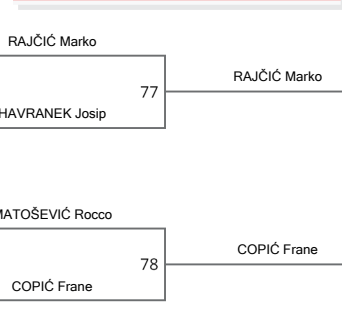 RAJČIĆ Marko
77
RAJČIĆ Marko
HAVRANEK Josip
MATOŠEVIĆ Rocco
78
COPIĆ Frane
COPIĆ Frane